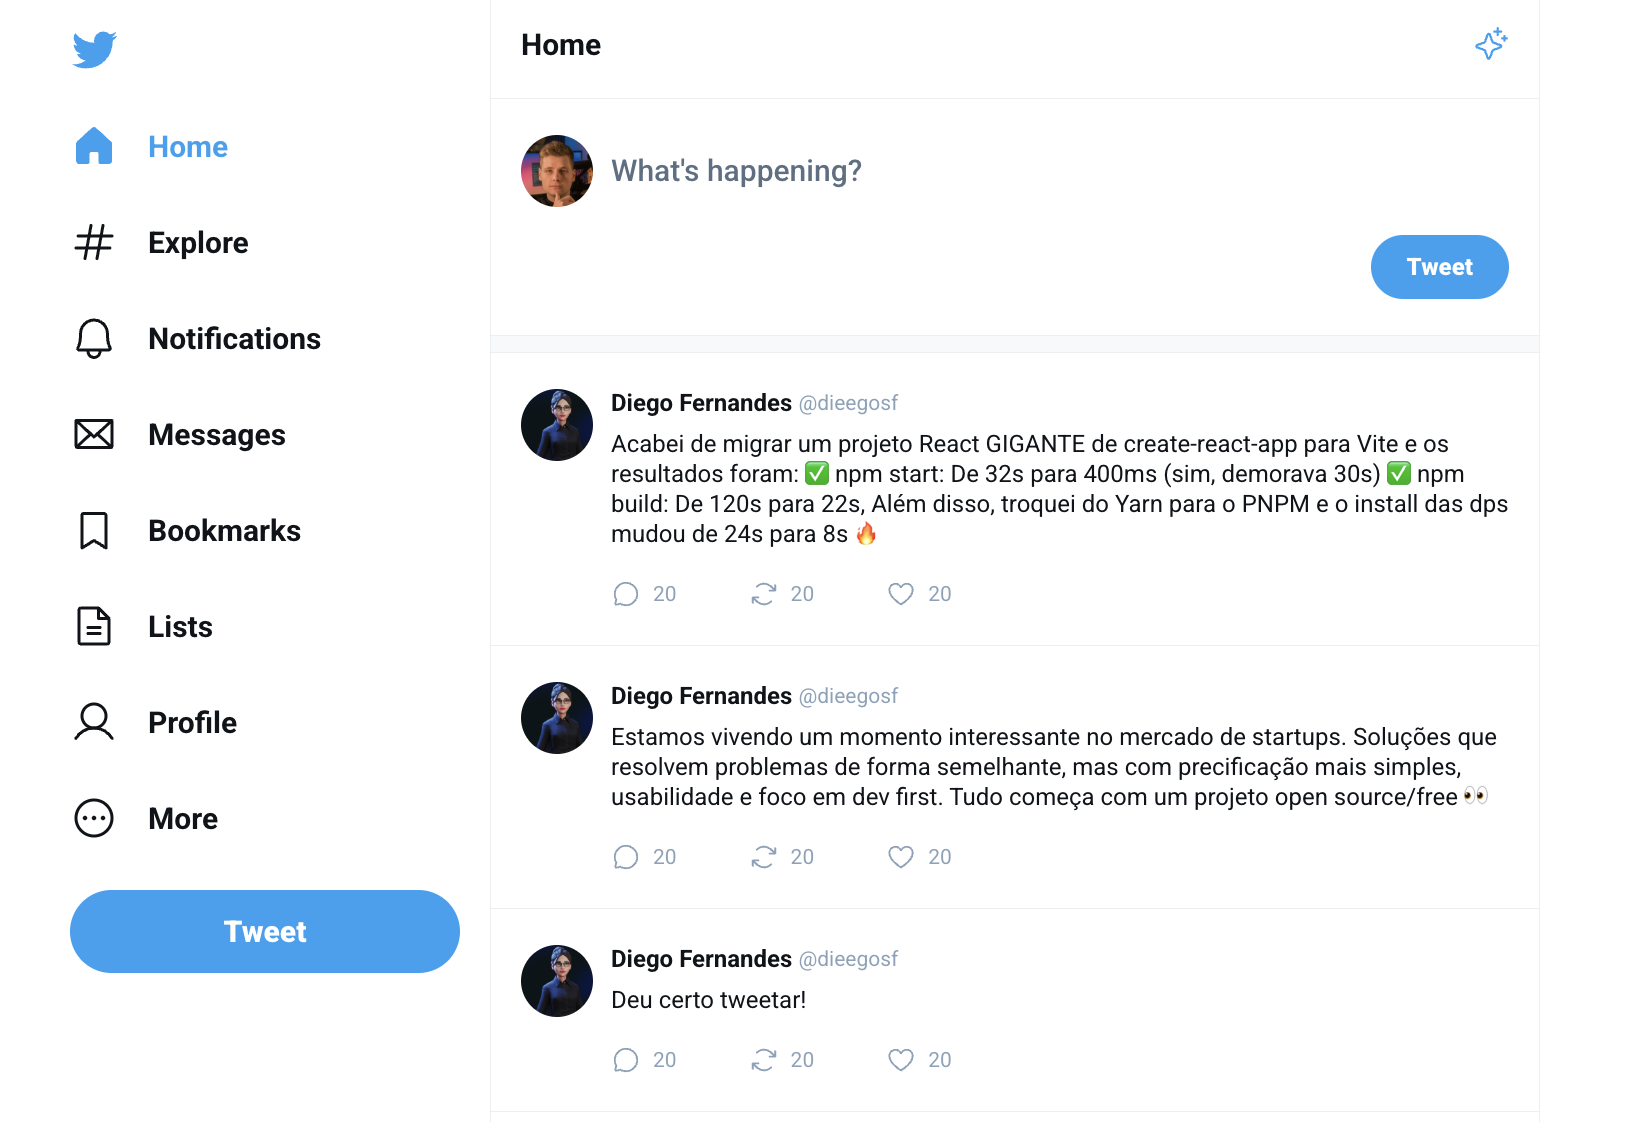 Home
Explore
Notifications
Messages
Bookmarks
Lists
Profile
More
Tweet
Home
What's happening?
Tweet
Diego Fernandes @dieegosf
Acabei de migrar um projeto React GIGANTE de create-react-app para Vite e os
resultados foram: ✅ npm start: De 32s para 400ms (sim, demorava 30s) ✅ npm
build: De 120s para 22s, Além disso, troquei do Yarn para o PNPM e o install das dps
mudou de 24s para 8s 🔥
20 20 20
Diego Fernandes @dieegosf
Estamos vivendo um momento interessante no mercado de startups. Soluções que
resolvem problemas de forma semelhante, mas com precificação mais simples,
usabilidade e foco em dev first. Tudo começa com um projeto open source/free 👀
20 20 20
Diego Fernandes @dieegosf
Deu certo tweetar!
20 20 20